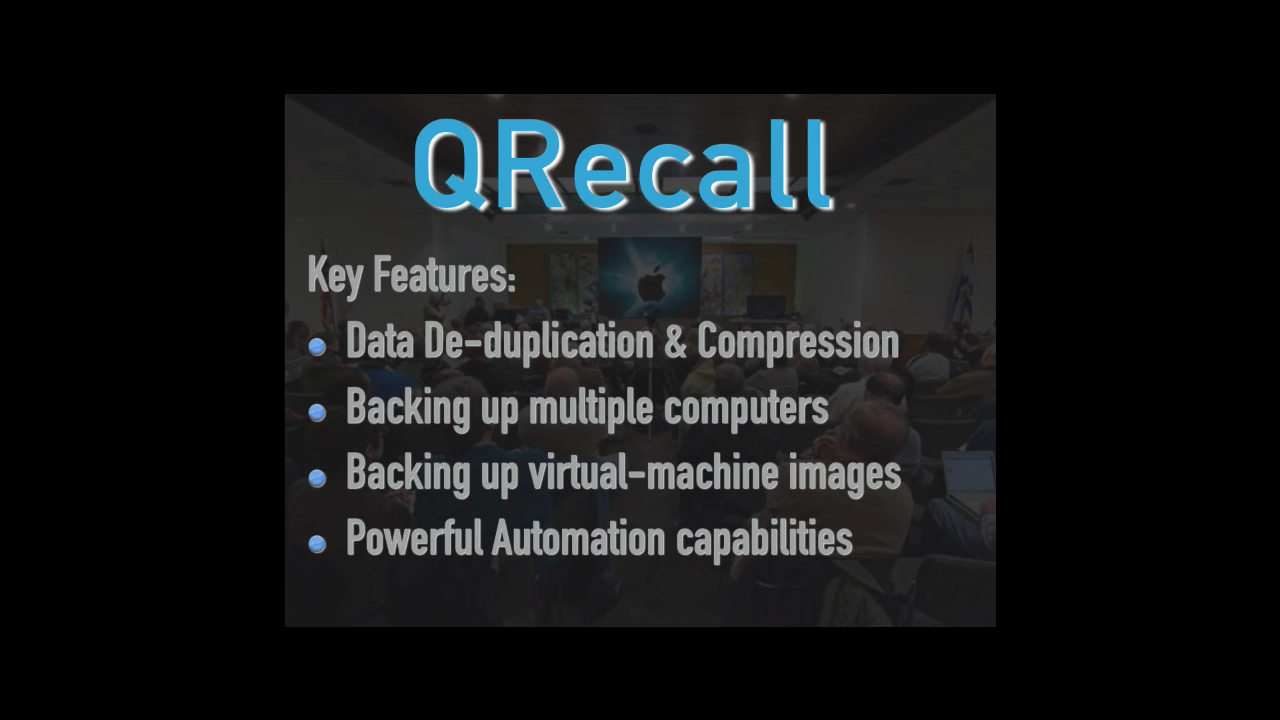 QRecall
Key Features:
Data De-duplication & Compression
Backing up multiple computers
Backing up virtual-machine images
Powerful Automation capabilities